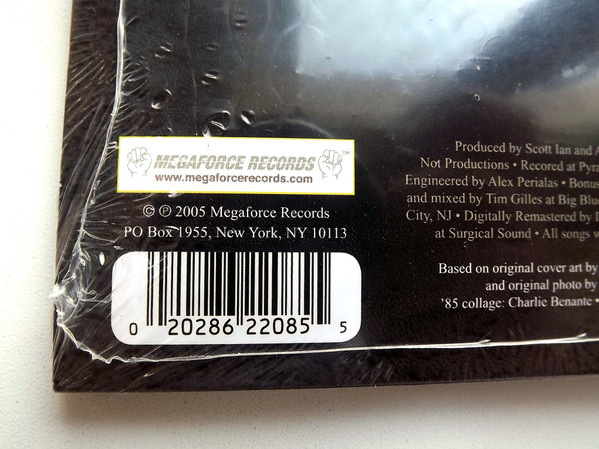 MEGAFORCE RECORDS™
www.megaforcerecords.com
© ℗ 2005 Megaforce Records
PO Box 1955, New York, NY 10113
0 20286 22085 5
Produced by Scott Ian and A
Not Productions • Recored at Pyra
Engineered by Alex Perialas • Bonus
and mixed by Tim Gilles at Big Blue
City, NJ • Digitally Remastered by
at Surgical Sound • All songs w
Based on original cover art by
and original photo by
'85 collage: Charlie Benante •